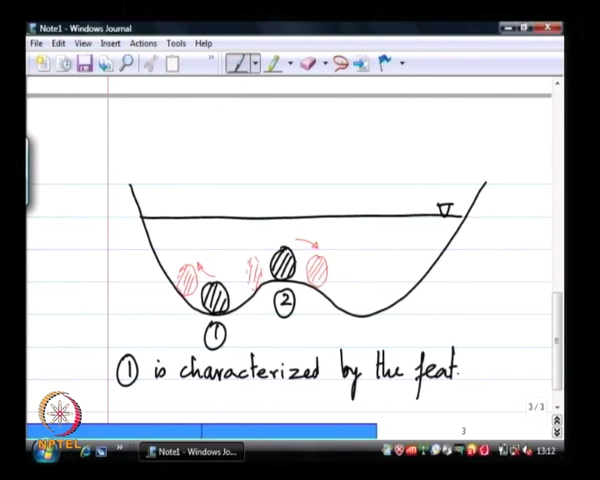 Note1 - Windows Journal
File Edit View Insert Actions Tools Help
2
1
1 is characterized by the feat.
3/3
3
NPTEL
Note1 - Windows Jo...
13:12